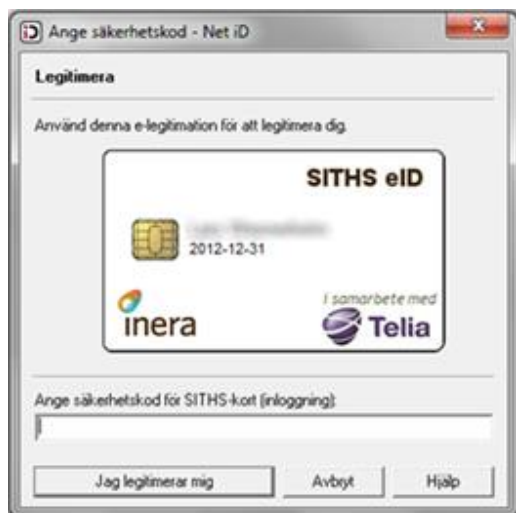 Ange säkerhetskod - Net iD
Legitimera
Använd denna e-legitimation för att legitimera dig.
SITHS eID
2012-12-31
inera
I samarbete med
Telia
Ange säkerhetskod för SITHS-kort (inloggning):
Jag legitimerar mig
Avbryt
Hjälp